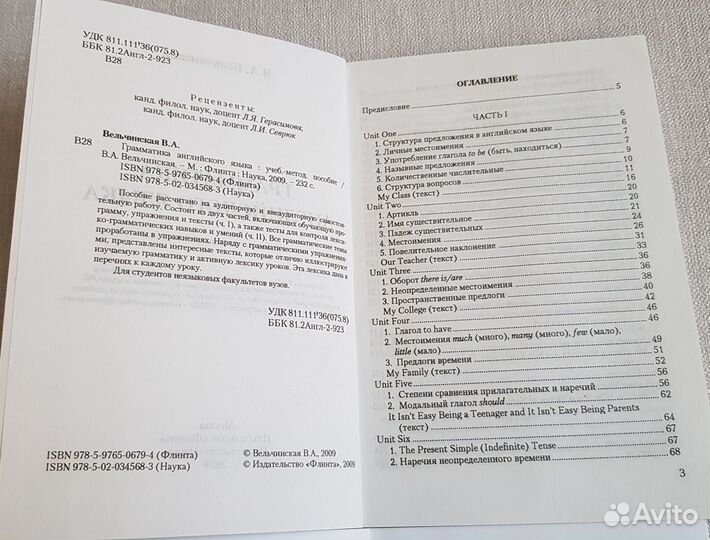 УДК 811.111'36(075.8)
ББК 81.2Англ-2-923
В28
Рецензенты:
канд. филол. наук, доцент Л.Я. Герасимова,
канд. филол. наук, доцент Л.И. Севрюк
Вельчинская В.А.
В28 Грамматика английского языка : учеб.-метод. пособие /
В.А. Вельчинская. – М. : Флинта : Наука, 2009. – 232 с.
ISBN 978-5-9765-0679-4 (Флинта)
ISBN 978-5-02-034568-3 (Наука)
Пособие рассчитано на аудиторную и внеаудиторную самостоя-
тельную работу. Состоит из двух частей, включающих обучающую про-
грамму, упражнения и тексты (ч. I), а также тесты для контроля лекси-
ко-грамматических навыков и умений (ч. II). Все грамматические темы
проработаны в упражнениях. Наряду с грамматическими упражнения-
ми, представлены интересные тексты, которые отлично иллюстрируют
изучаемую грамматику и активную лексику уроков. Эта лексика дана в
перечнях к каждому уроку.
Для студентов неязыковых факультетов вузов.
УДК 811.111'36(075.8)
ББК 81.2Англ-2-923
ISBN 978-5-9765-0679-4 (Флинта) © Вельчинская В.А., 2009
ISBN 978-5-02-034568-3 (Наука) © Издательство «Флинта», 2009
ОГЛАВЛЕНИЕ
Предисловие 5
ЧАСТЬ I
Unit One 6
1. Структура предложения в английском языке 6
2. Личные местоимения 7
3. Употребление глагола to be (быть, находиться) 7
4. Назывные предложения 9
5. Количественные числительные 10
6. Структура вопросов 11
My Class (текст) 16
Unit Two 20
1. Артикль 20
2. Имя существительное 21
3. Падеж существительных 24
4. Местоимения 26
5. Повелительное наклонение 31
Our Teacher (текст) 33
Unit Three 36
1. Оборот there is/are 36
2. Неопределенные местоимения 38
3. Пространственные предлоги 40
My College (текст) 42
Unit Four 46
1. Глагол to have 46
2. Местоимения much (много), many (много), few (мало),
little (мало) 49
3. Предлоги времени 51
My Family (текст) 52
Unit Five 56
1. Степени сравнения прилагательных и наречий 56
2. Модальный глагол should 62
It Isn't Easy Being a Teenager and It Isn't Easy Being Parents
(текст) 64
Unit Six 67
1. The Present Simple (Indefinite) Tense 67
2. Наречия неопределенного времени 68
3
Avito